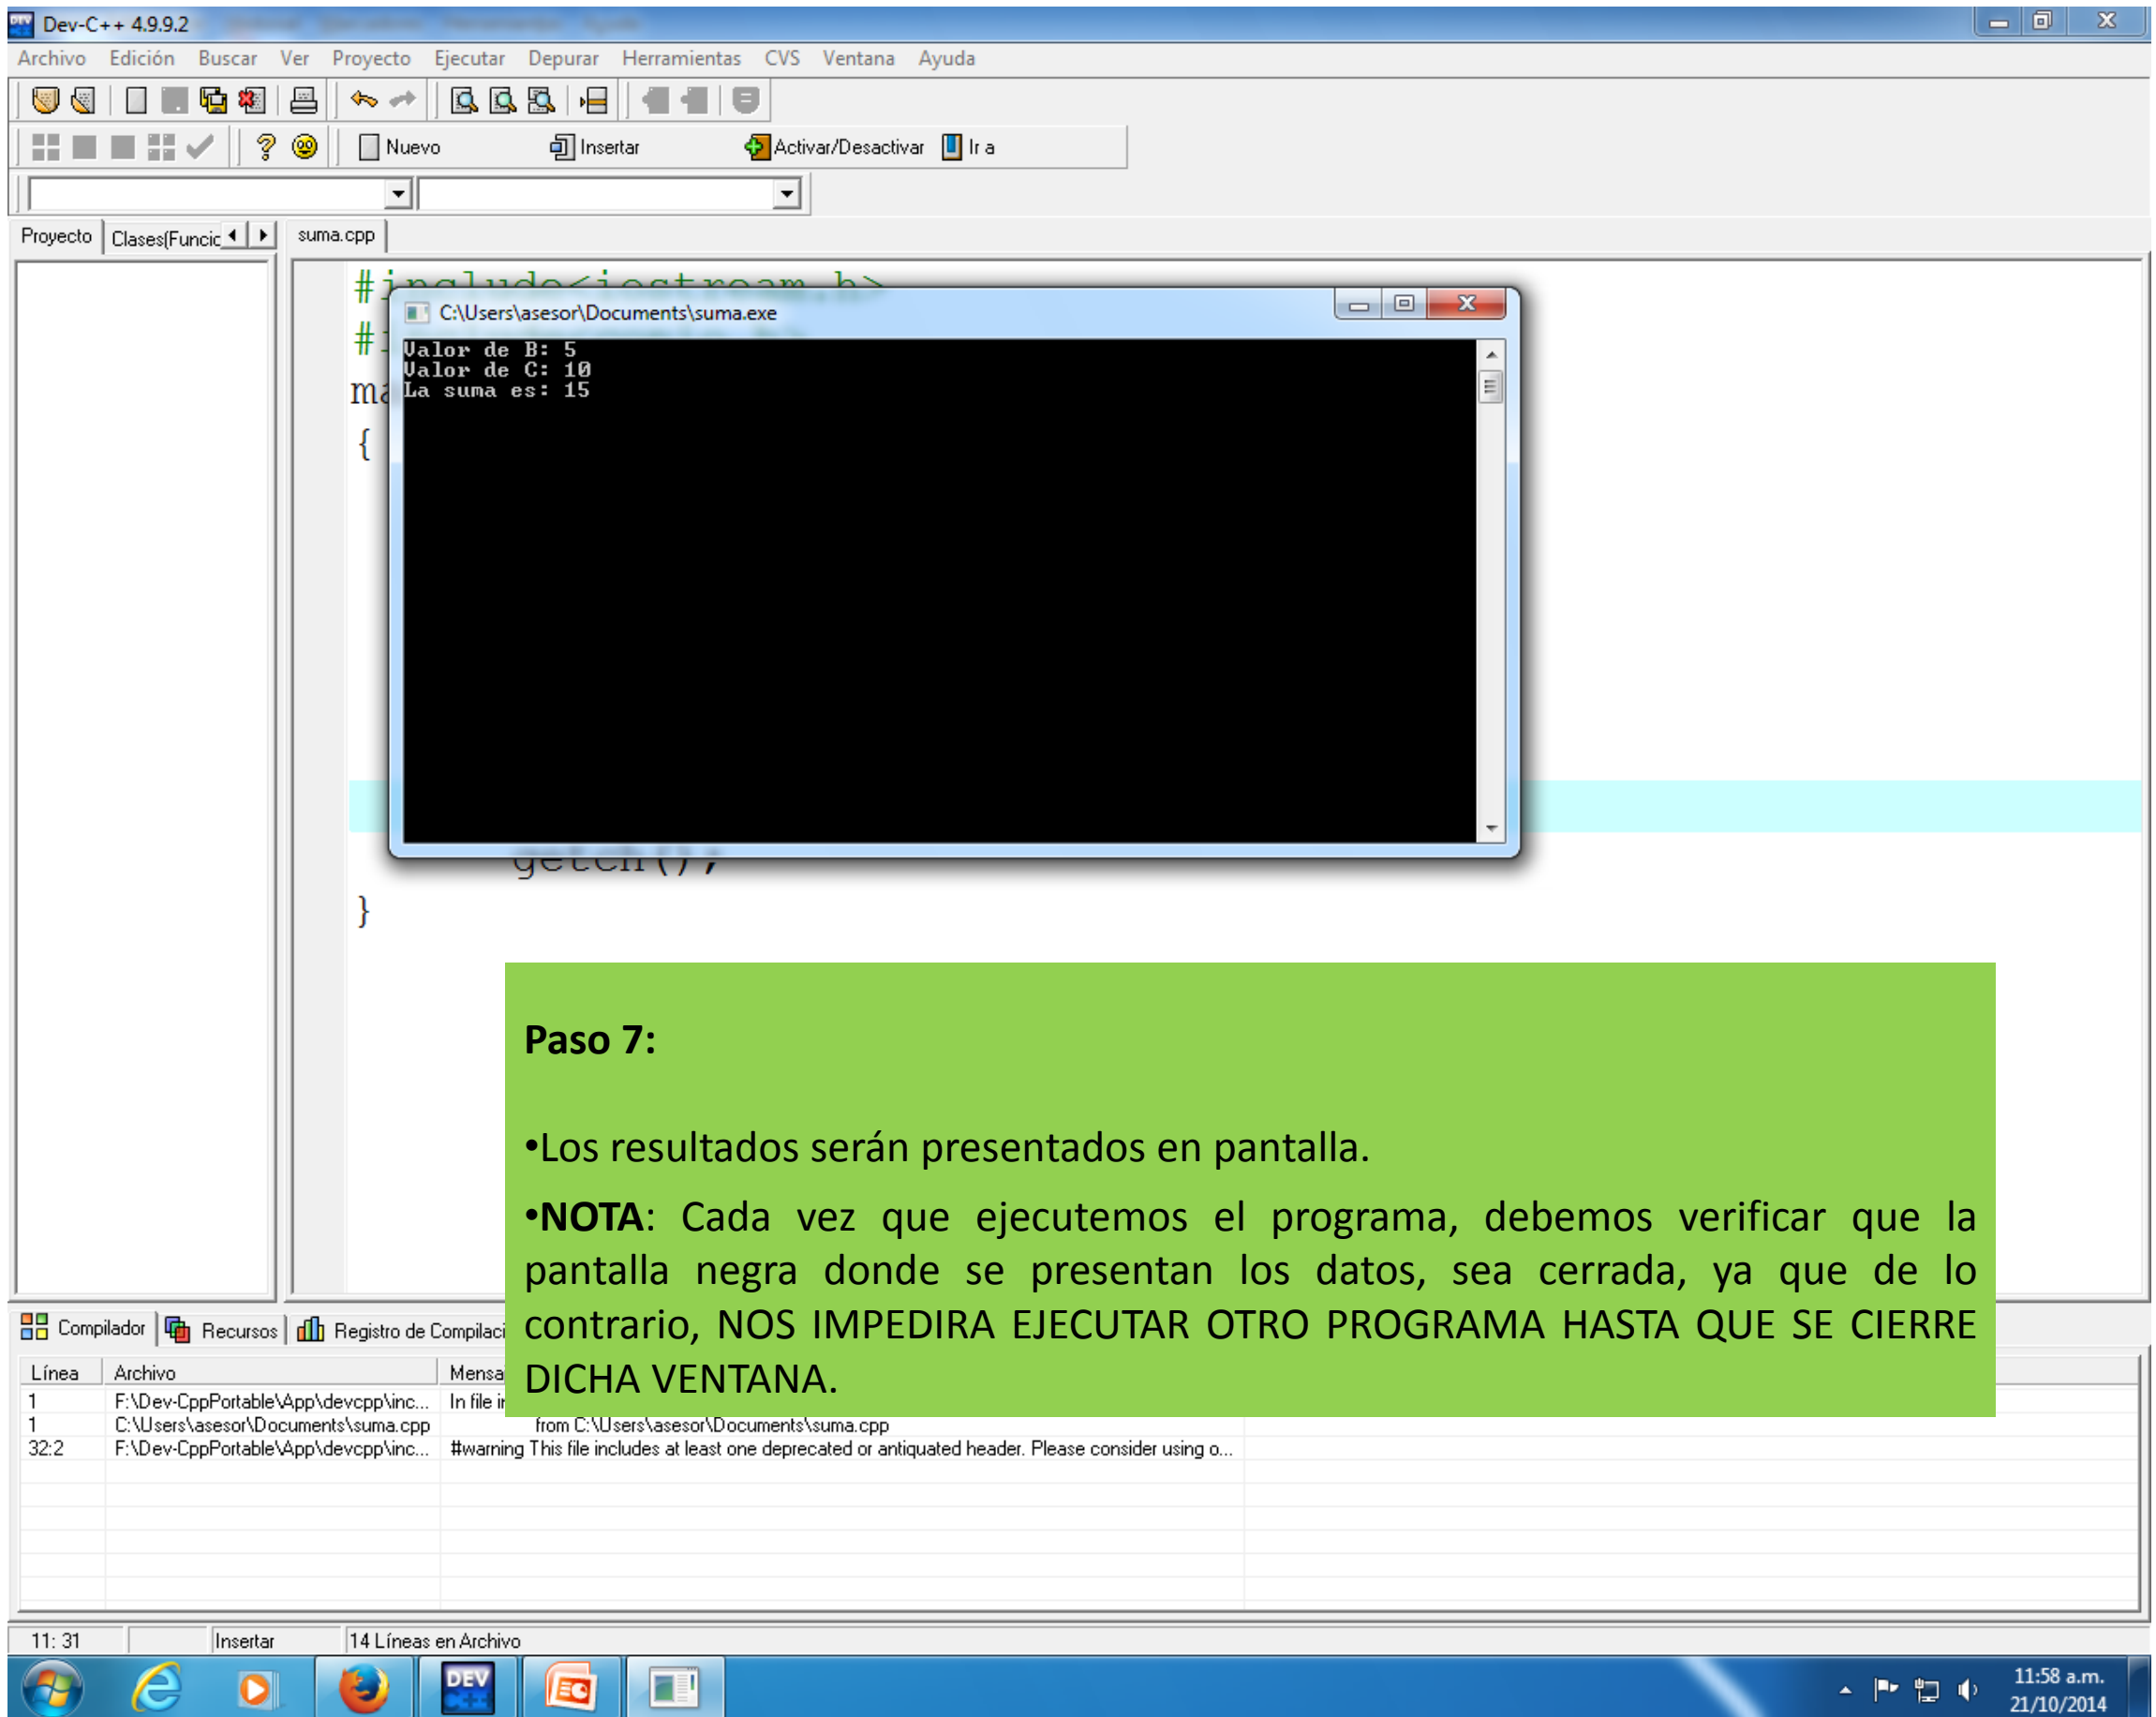 Dev-C++ 4.9.9.2
Archivo Edición Buscar Ver Proyecto Ejecutar Depurar Herramientas CVS Ventana Ayuda
Nuevo Insertar Activar/Desactivar Ir a
Proyecto Clases(Funcic suma.cpp
#include<iostream.h>
C:\Users\asesor\Documents\suma.exe
Valor de B: 5
Valor de C: 10
ma
La suma es: 15
{
getch();
}
Paso 7:
•Los resultados serán presentados en pantalla.
•NOTA: Cada vez que ejecutemos el programa, debemos verificar que la
pantalla negra donde se presentan los datos, sea cerrada, ya que de lo
contrario, NOS IMPEDIRA EJECUTAR OTRO PROGRAMA HASTA QUE SE CIERRE
DICHA VENTANA.
Compilador Recursos Registro de Compilaci
Línea Archivo Mensa
1 F:\Dev-CppPortable\App\devcpp\inc... In file i
1 C:\Users\asesor\Documents\suma.cpp from C:\Users\asesor\Documents\suma.cpp
32:2 F:\Dev-CppPortable\App\devcpp\inc... #warning This file includes at least one deprecated or antiquated header. Please consider using o...
11: 31 Insertar 14 Líneas en Archivo
DEV
C++
11:58 a.m.
21/10/2014